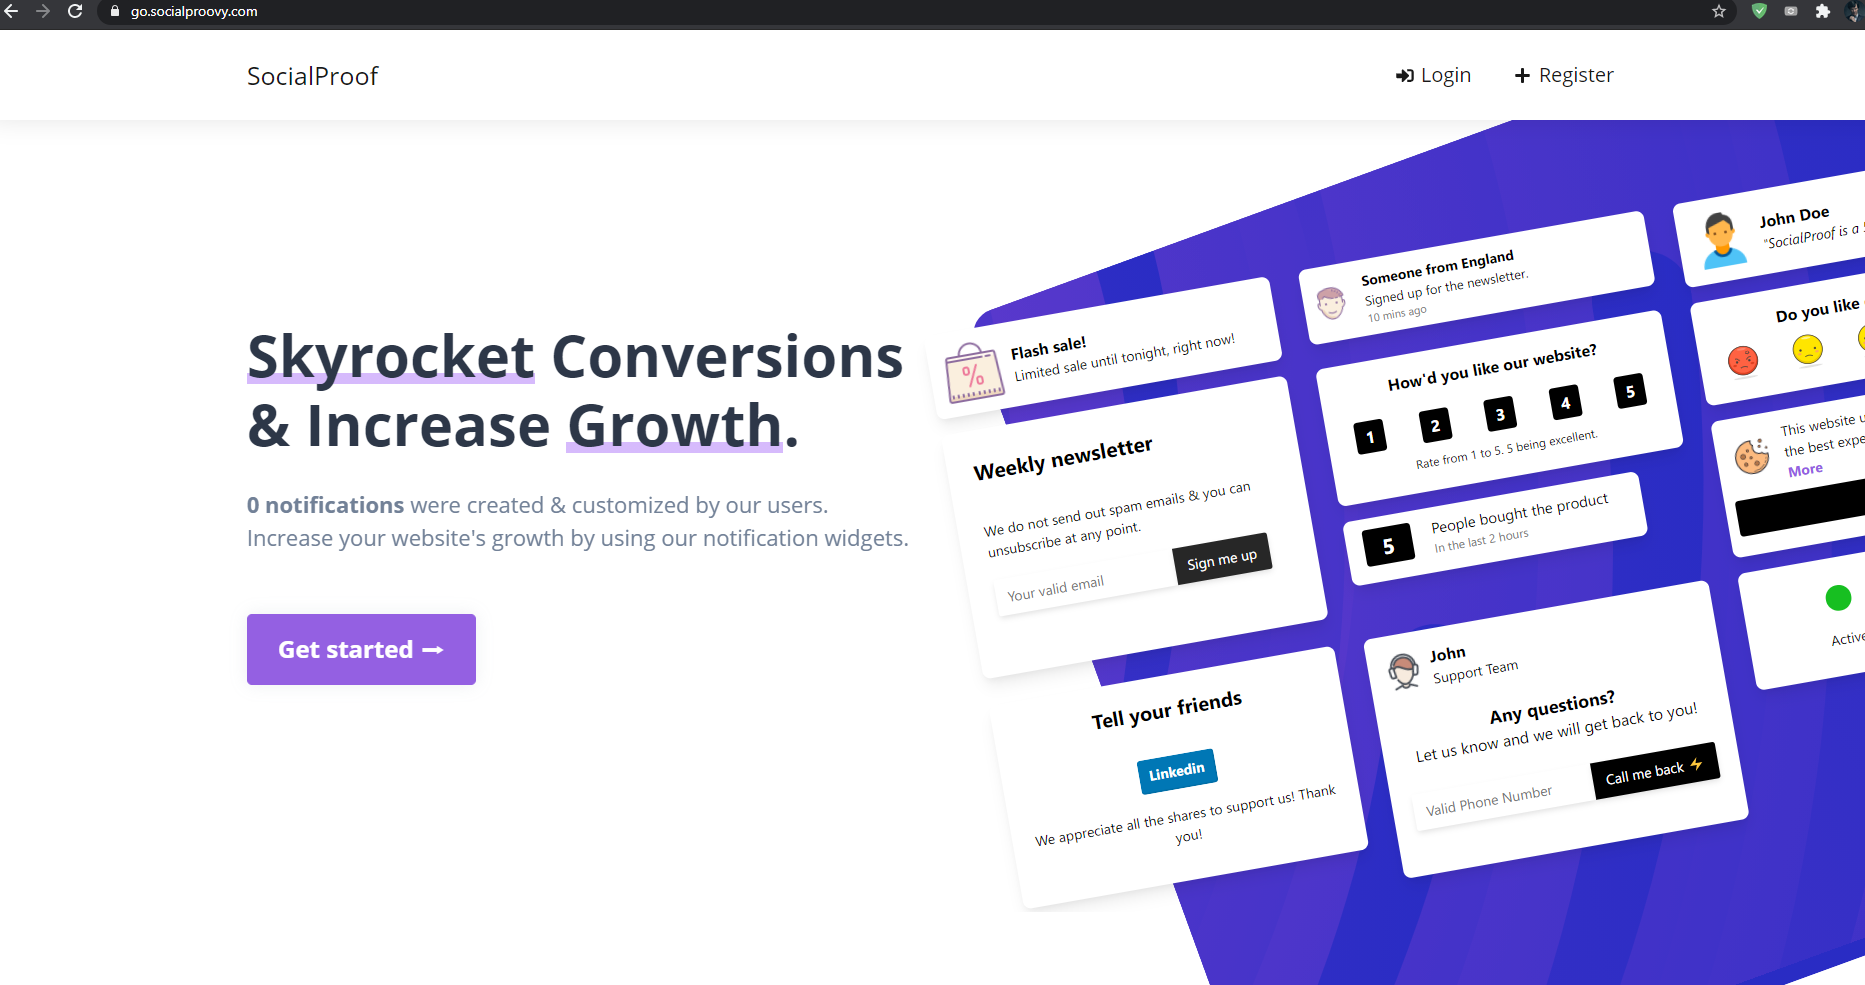 go.socialproovy.com
SocialProof
Login
Register
Skyrocket Conversions
& Increase Growth.
0 notifications were created & customized by our users.
Increase your website's growth by using our notification widgets.
Get started
Flash sale!
Limited sale until tonight, right now!
%
Weekly newsletter
We do not send out spam emails & you can
unsubscribe at any point.
Your valid email
Sign me up
Tell your friends
Linkedin
We appreciate all the shares to support us! Thank
you!
Someone from England
Signed up for the newsletter.
10 mins ago
How'd you like our website?
1 2 3 4 5
Rate from 1 to 5. 5 being excellent.
5
People bought the product
In the last 2 hours
John
Support Team
Any questions?
Let us know and we will get back to you!
Valid Phone Number
Call me back ⚡
John Doe
"SocialProof is a
Do you like
This website
the best
More
Active